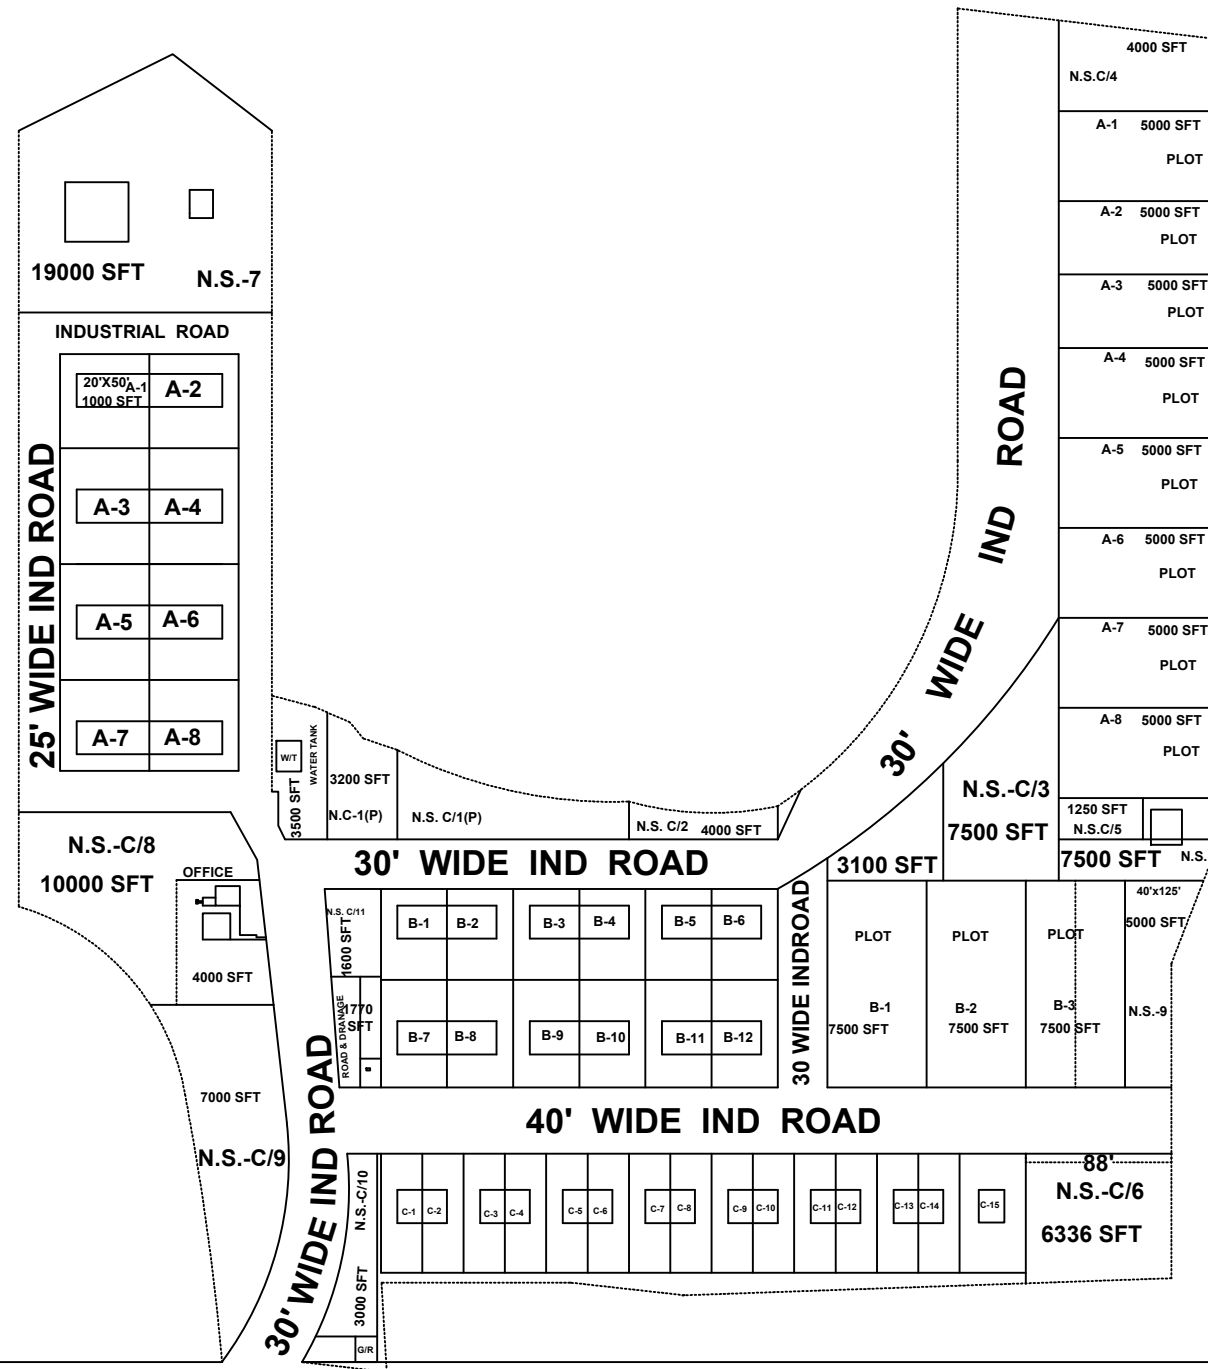 4000 SFT
N.S.C/4
A-1 5000 SFT
PLOT
A-2 5000 SFT
PLOT
A-3 5000 SFT
PLOT
A-4 5000 SFT
PLOT
A-5 5000 SFT
PLOT
A-6 5000 SFT
PLOT
A-7 5000 SFT
PLOT
A-8 5000 SFT
PLOT
19000 SFT N.S.-7
INDUSTRIAL ROAD
20'X50' A-1
1000 SFT
A-2
A-3 A-4
A-5 A-6
A-7 A-8
25' WIDE IND ROAD
30' WIDE IND ROAD
W/T
WATER TANK
3500 SFT
3200 SFT
N.C-1(P)
N.S. C/1(P)
N.S. C/2 4000 SFT
N.S.-C/3
7500 SFT
1250 SFT
N.S.C/5
7500 SFT N.S.
3100 SFT
30' WIDE IND ROAD
N.S.-C/8
10000 SFT
OFFICE
4000 SFT
7000 SFT
N.S.-C/9
N.S. C/11
1600 SFT
ROAD & DRANAGE
1770
SFT
B-1 B-2 B-3 B-4 B-5 B-6
B-7 B-8 B-9 B-10 B-11 B-12
30 WIDE INDROAD
PLOT
B-1
7500 SFT
PLOT
B-2
7500 SFT
PLOT
B-3
7500 SFT
40'x125'
5000 SFT
N.S.-9
40' WIDE IND ROAD
30' WIDE IND ROAD
N.S.-C/10
3000 SFT
G/R
C-1 C-2 C-3 C-4 C-5 C-6 C-7 C-8 C-9 C-10 C-11 C-12 C-13 C-14 C-15
88'
N.S.-C/6
6336 SFT